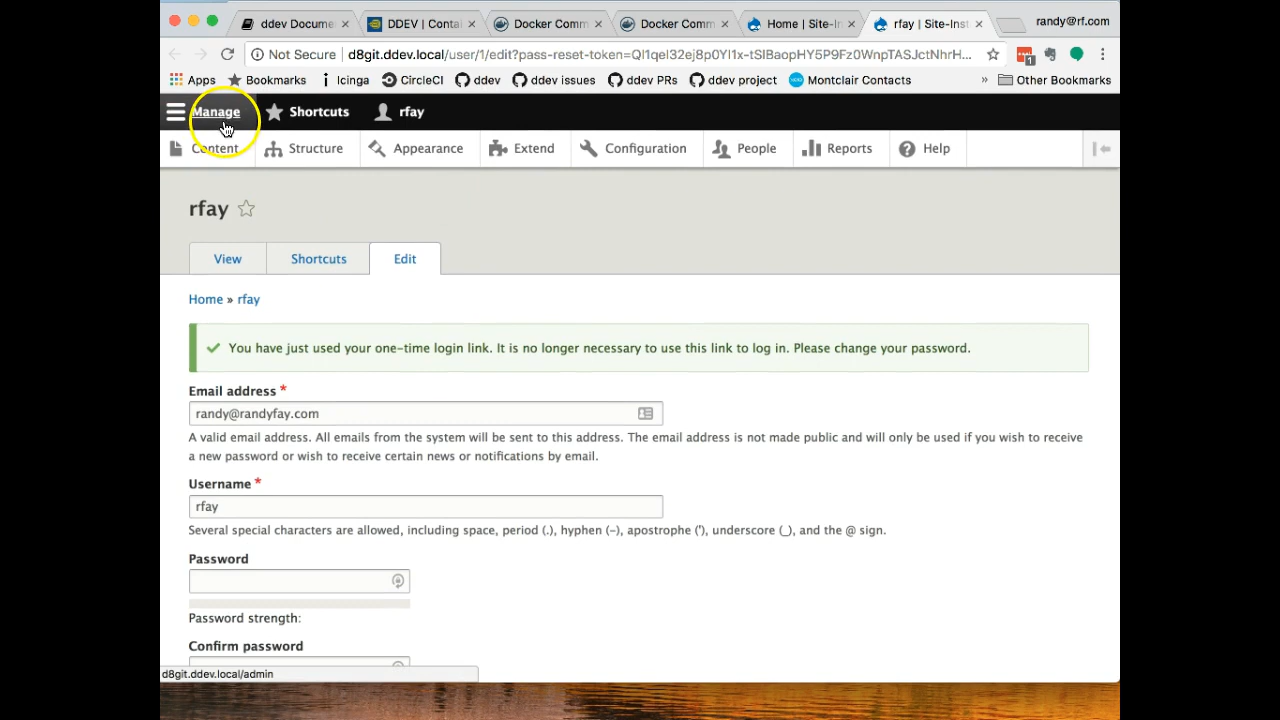 ddev Docume
DDEV | Contai
Docker Comm
Docker Comm
Home | Site-In
rfay | Site-Inst
randy@rf.com
Not Secure
d8git.ddev.local/user/1/edit?pass-reset-token=
Apps
Bookmarks
Icinga
CircleCI
ddev
ddev issues
ddev PRs
ddev project
Montclair Contacts
»
Other Bookmarks
Manage
Shortcuts
rfay
Content
Structure
Appearance
Extend
Configuration
People
Reports
Help
rfay
View
Shortcuts
Edit
Home » rfay
You have just used your one-time login link. It is no longer necessary to use this link to log in. Please change your password.
Email address *
randy@randyfay.com
A valid email address. All emails from the system will be sent to this address. The email address is not made public and will only be used if you wish to receive
a new password or wish to receive certain news or notifications by email.
Username *
rfay
Several special characters are allowed, including space, period (.), hyphen (-), apostrophe ('), underscore (_), and the @ sign.
Password
Password strength:
Confirm password
d8git.ddev.local/admin